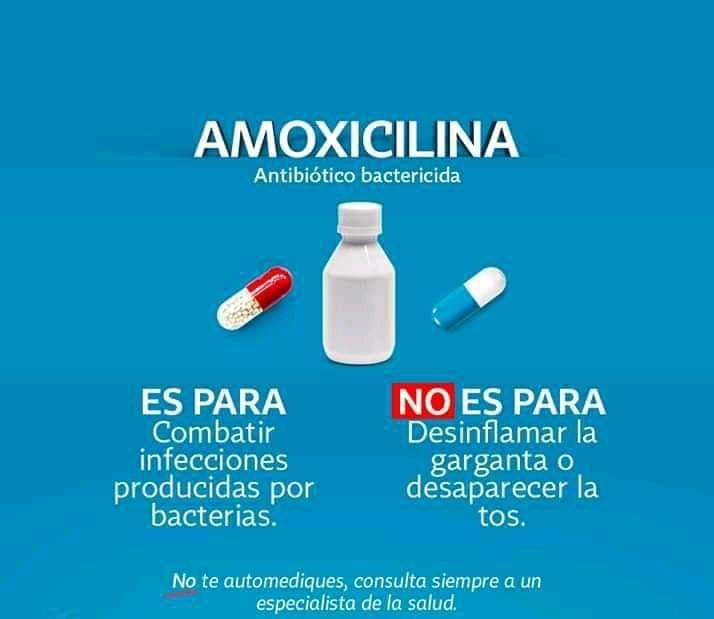 AMOXICILINA
Antibiótico bactericida
ES PARA
Combatir
infecciones
producidas por
bacterias.
NO ES PARA
Desinflamar la
garganta o
desaparecer la
tos.
No te automediques, consulta siempre a un
especialista de la salud.